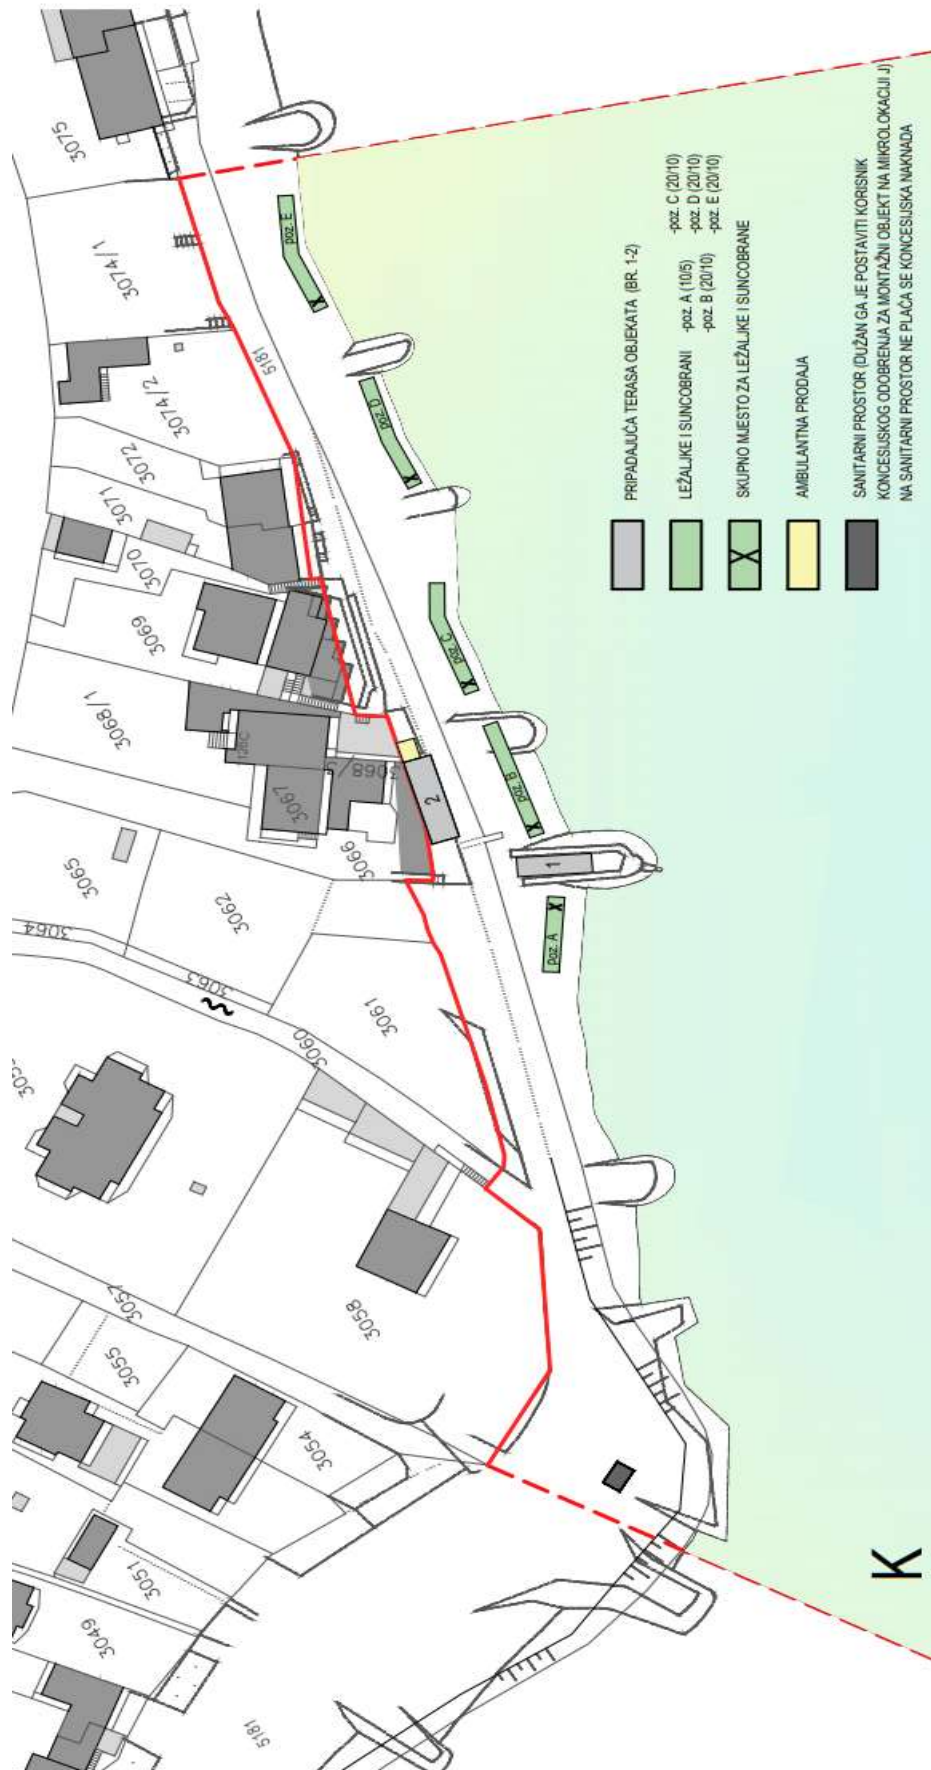 3075
3074/1
3074/2
3072
3071
3070
3069
3068/1
3068/
126C
3067
3066
3065
3064
3063
3062
3061
3060
3058
3057
3055
3054
3051
3049
5181
5181
poz. E
X
poz. D
X
poz. C
X
poz. B
X
poz. A
X
2
1
PRIPADAJUĆA TERASA OBJEKATA (BR. 1-2)
LEŽALJKE I SUNCOBRANI -poz. A (10/5) -poz. C (20/10)
-poz. B (20/10) -poz. D (20/10)
-poz. E (20/10)
X SKUPNO MJESTO ZA LEŽALJKE I SUNCOBRANE
AMBULANTNA PRODAJA
SANITARNI PROSTOR (DUŽAN GA JE POSTAVITI KORISNIK
KONCESIJSKOG ODOBRENJA ZA MONTAŽNI OBJEKT NA MIKROLOKACIJI J)
NA SANITARNI PROSTOR NE PLAĆA SE KONCESIJSKA NAKNADA
K